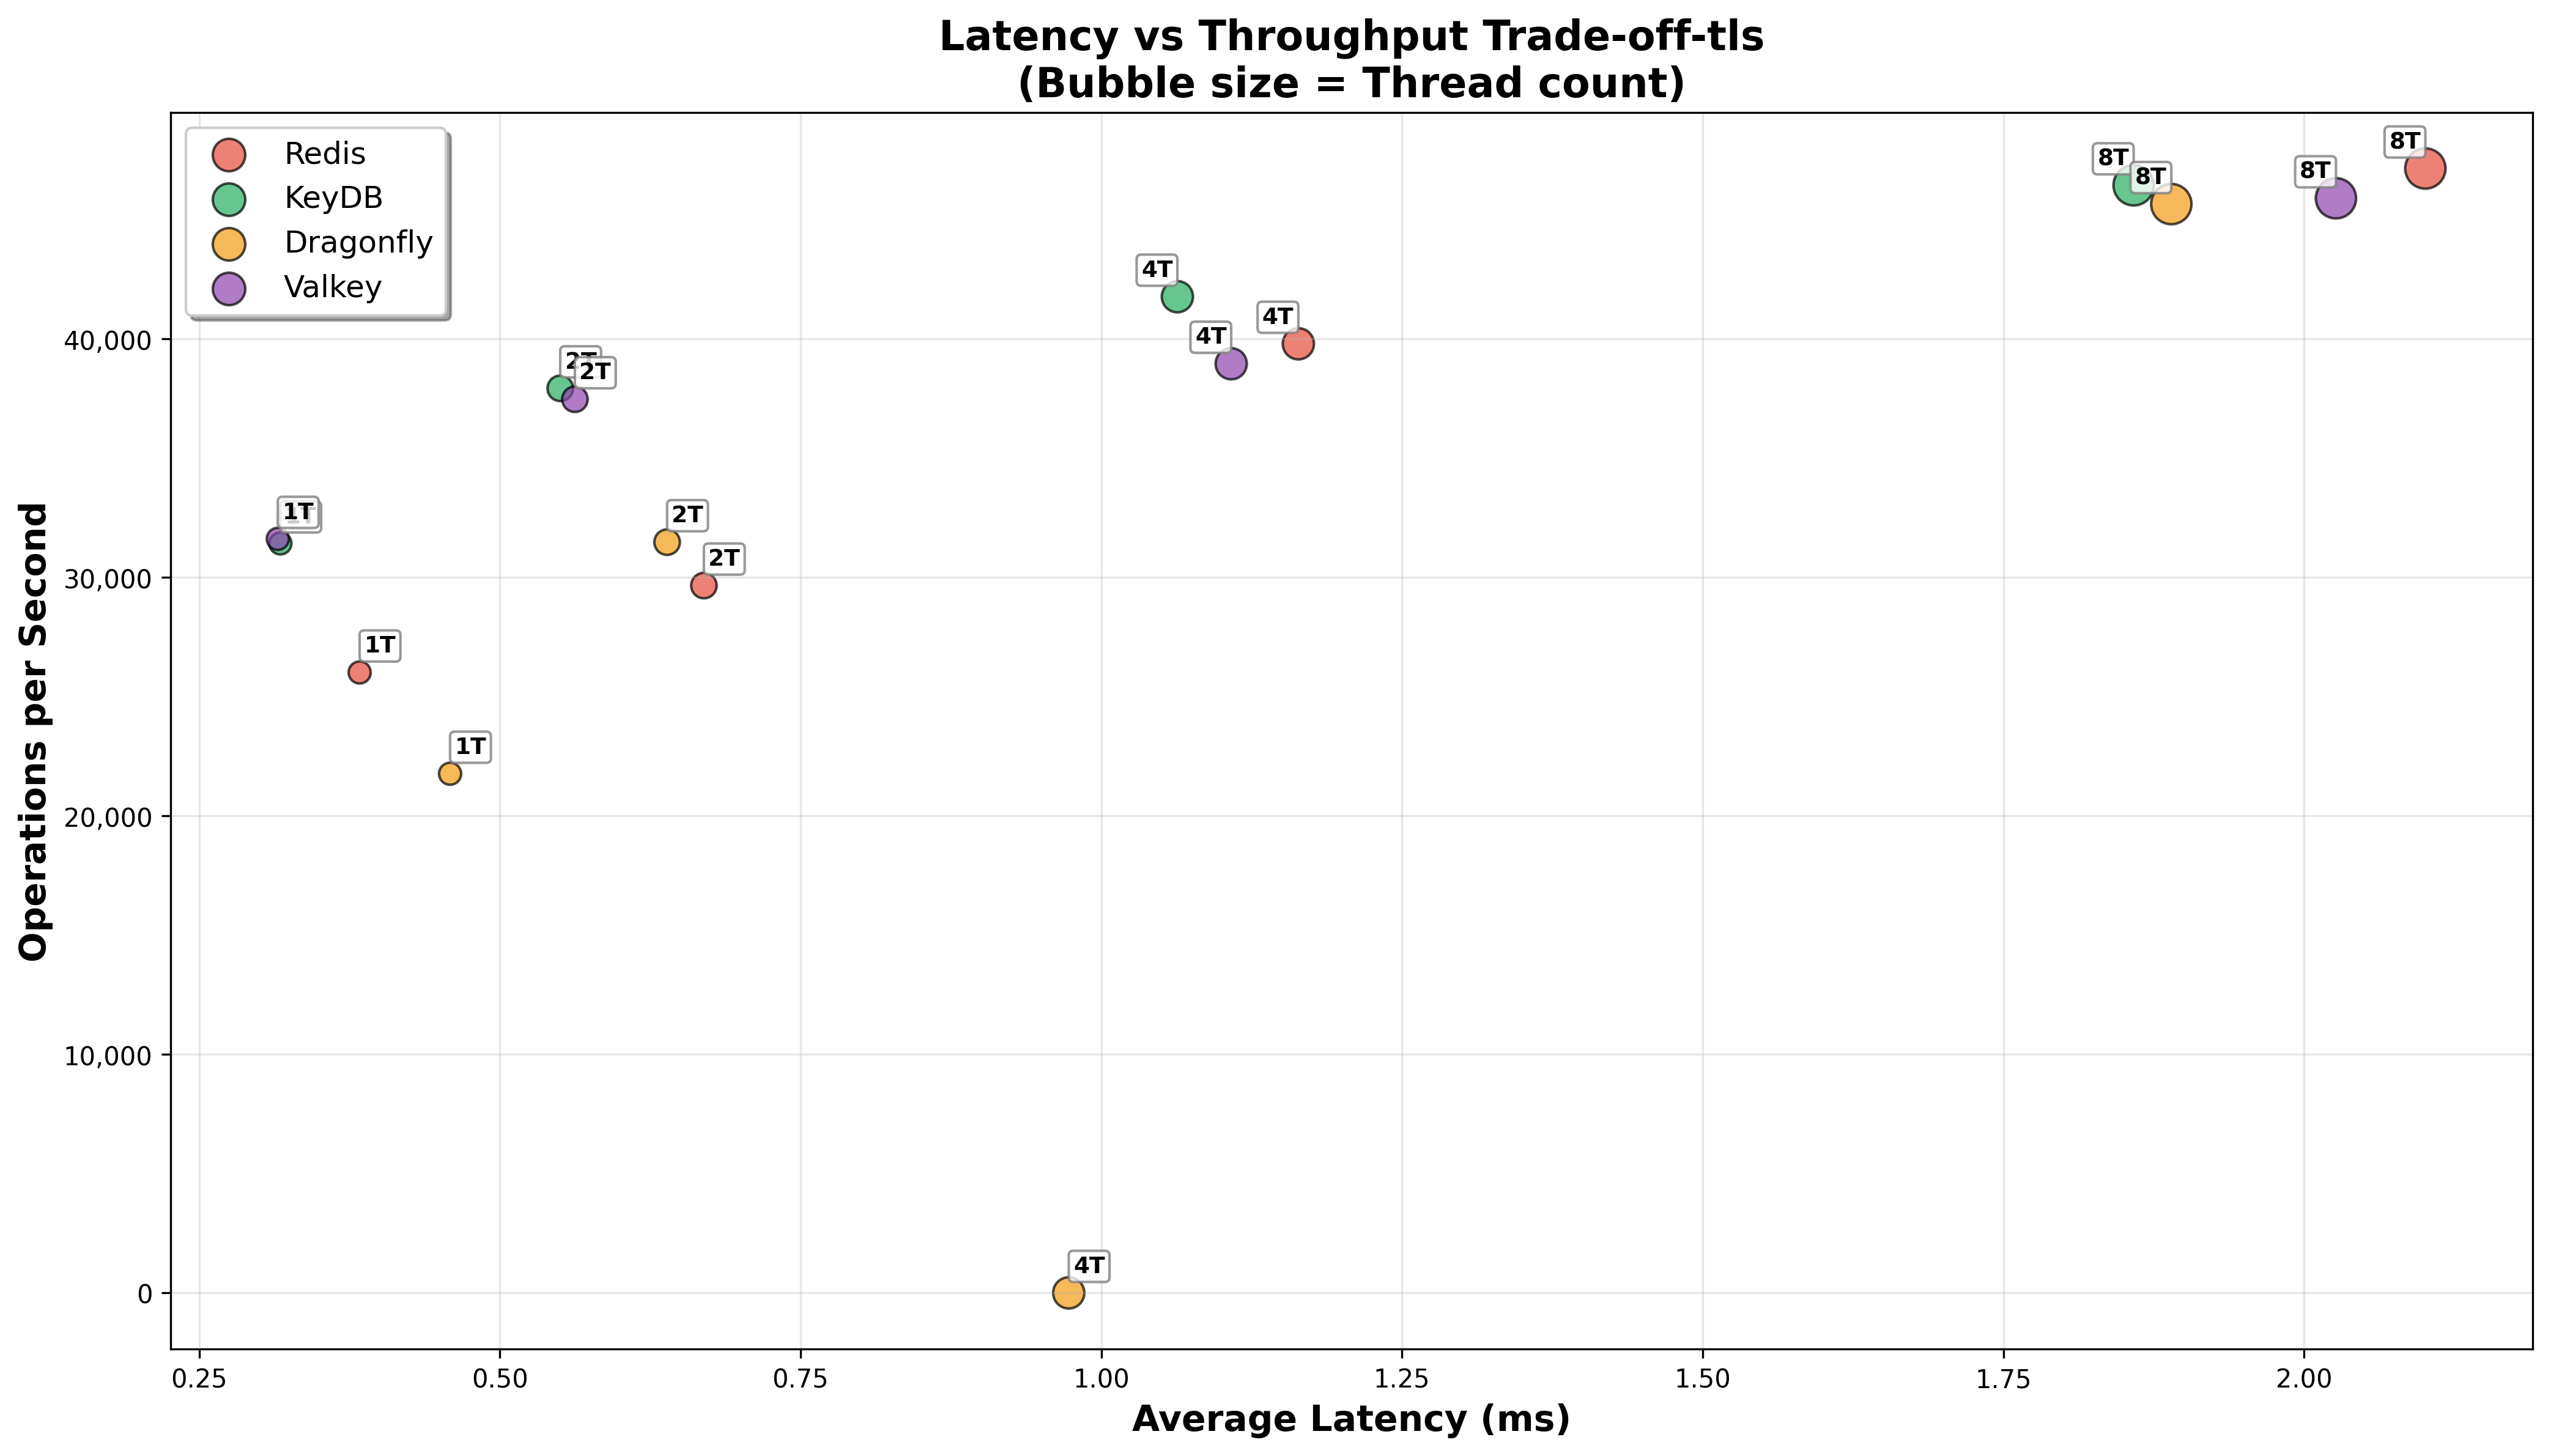 Latency vs Throughput Trade-off-tls
(Bubble size = Thread count)
Redis
KeyDB
Dragonfly
Valkey
8T
8T
8T
8T
4T
4T
4T
2T
2T
1T
1T
2T
2T
1T
1T
4T
Operations per Second
40,000
30,000
20,000
10,000
0
0.25
0.50
0.75
1.00
1.25
1.50
1.75
2.00
Average Latency (ms)